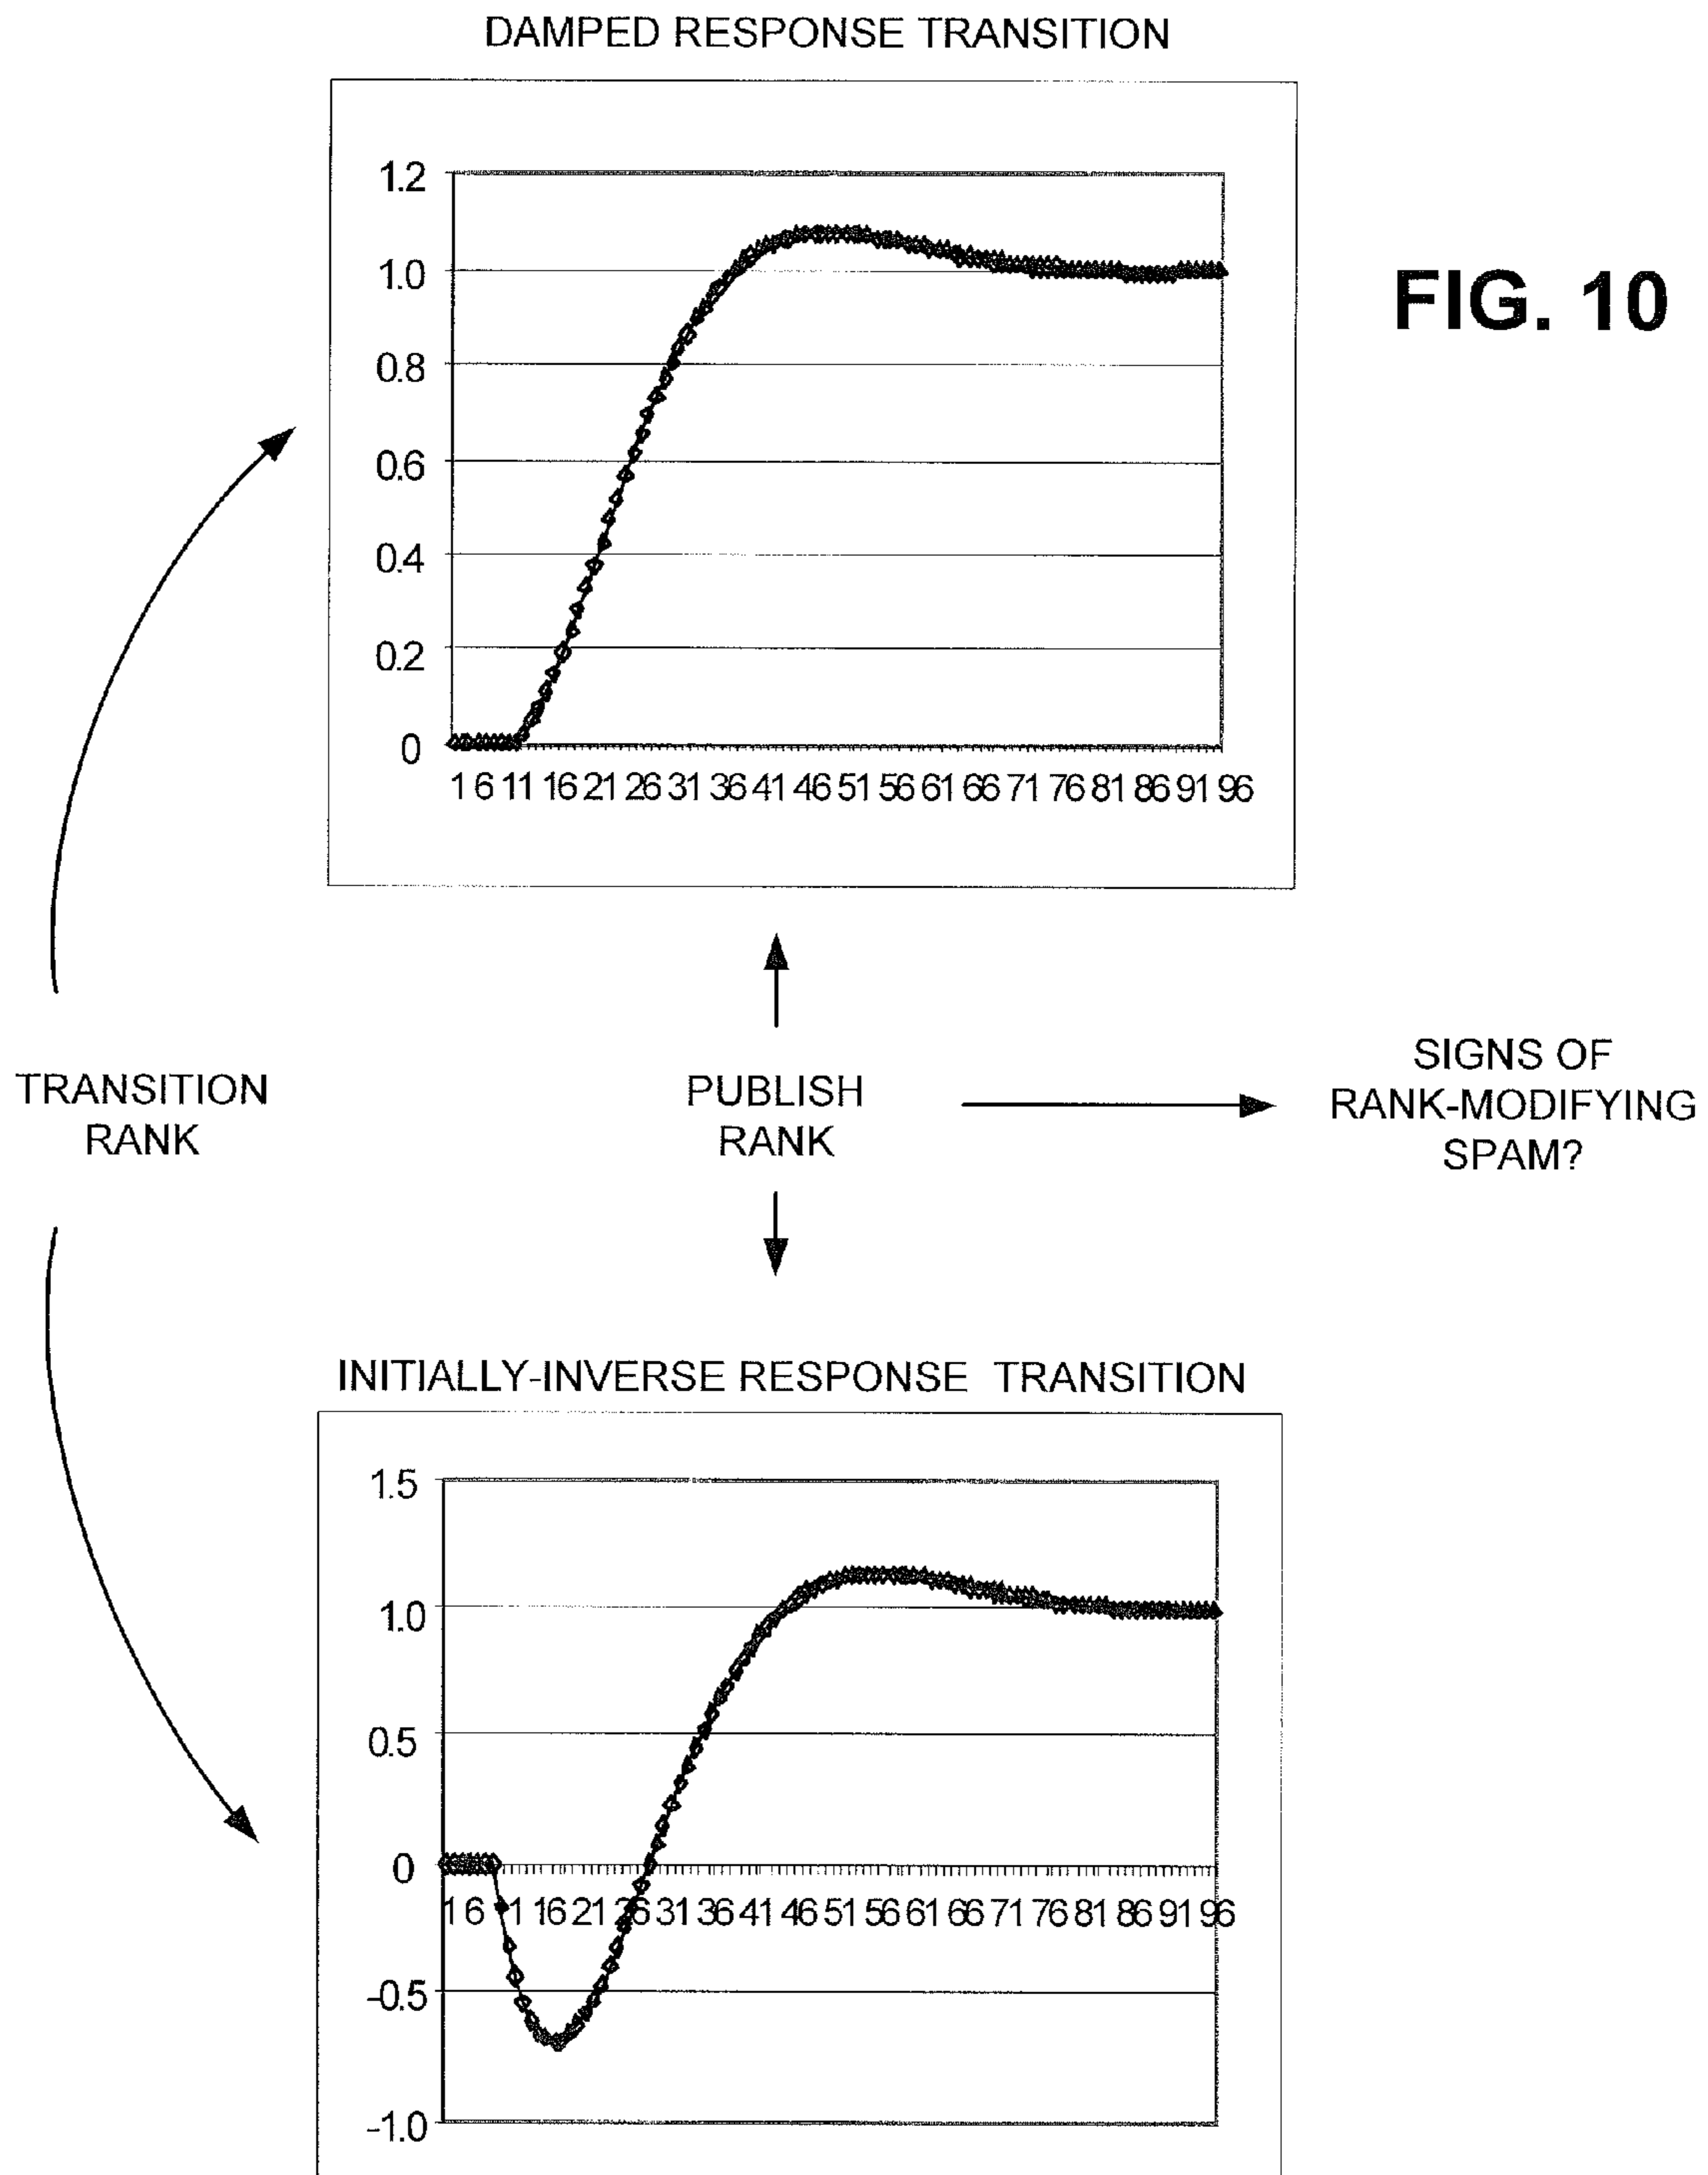 DAMPED RESPONSE TRANSITION
1.2
1.0
0.8
0.6
0.4
0.2
0
1 6 11 16 21 26 31 36 41 46 51 56 61 66 71 76 81 86 91 96
FIG. 10
TRANSITION
RANK
PUBLISH
RANK
SIGNS OF
RANK-MODIFYING
SPAM?
INITIALLY-INVERSE RESPONSE TRANSITION
1.5
1.0
0.5
0
1 6 11 16 21 26 31 36 41 46 51 56 61 66 71 76 81 86 91 96
-0.5
-1.0